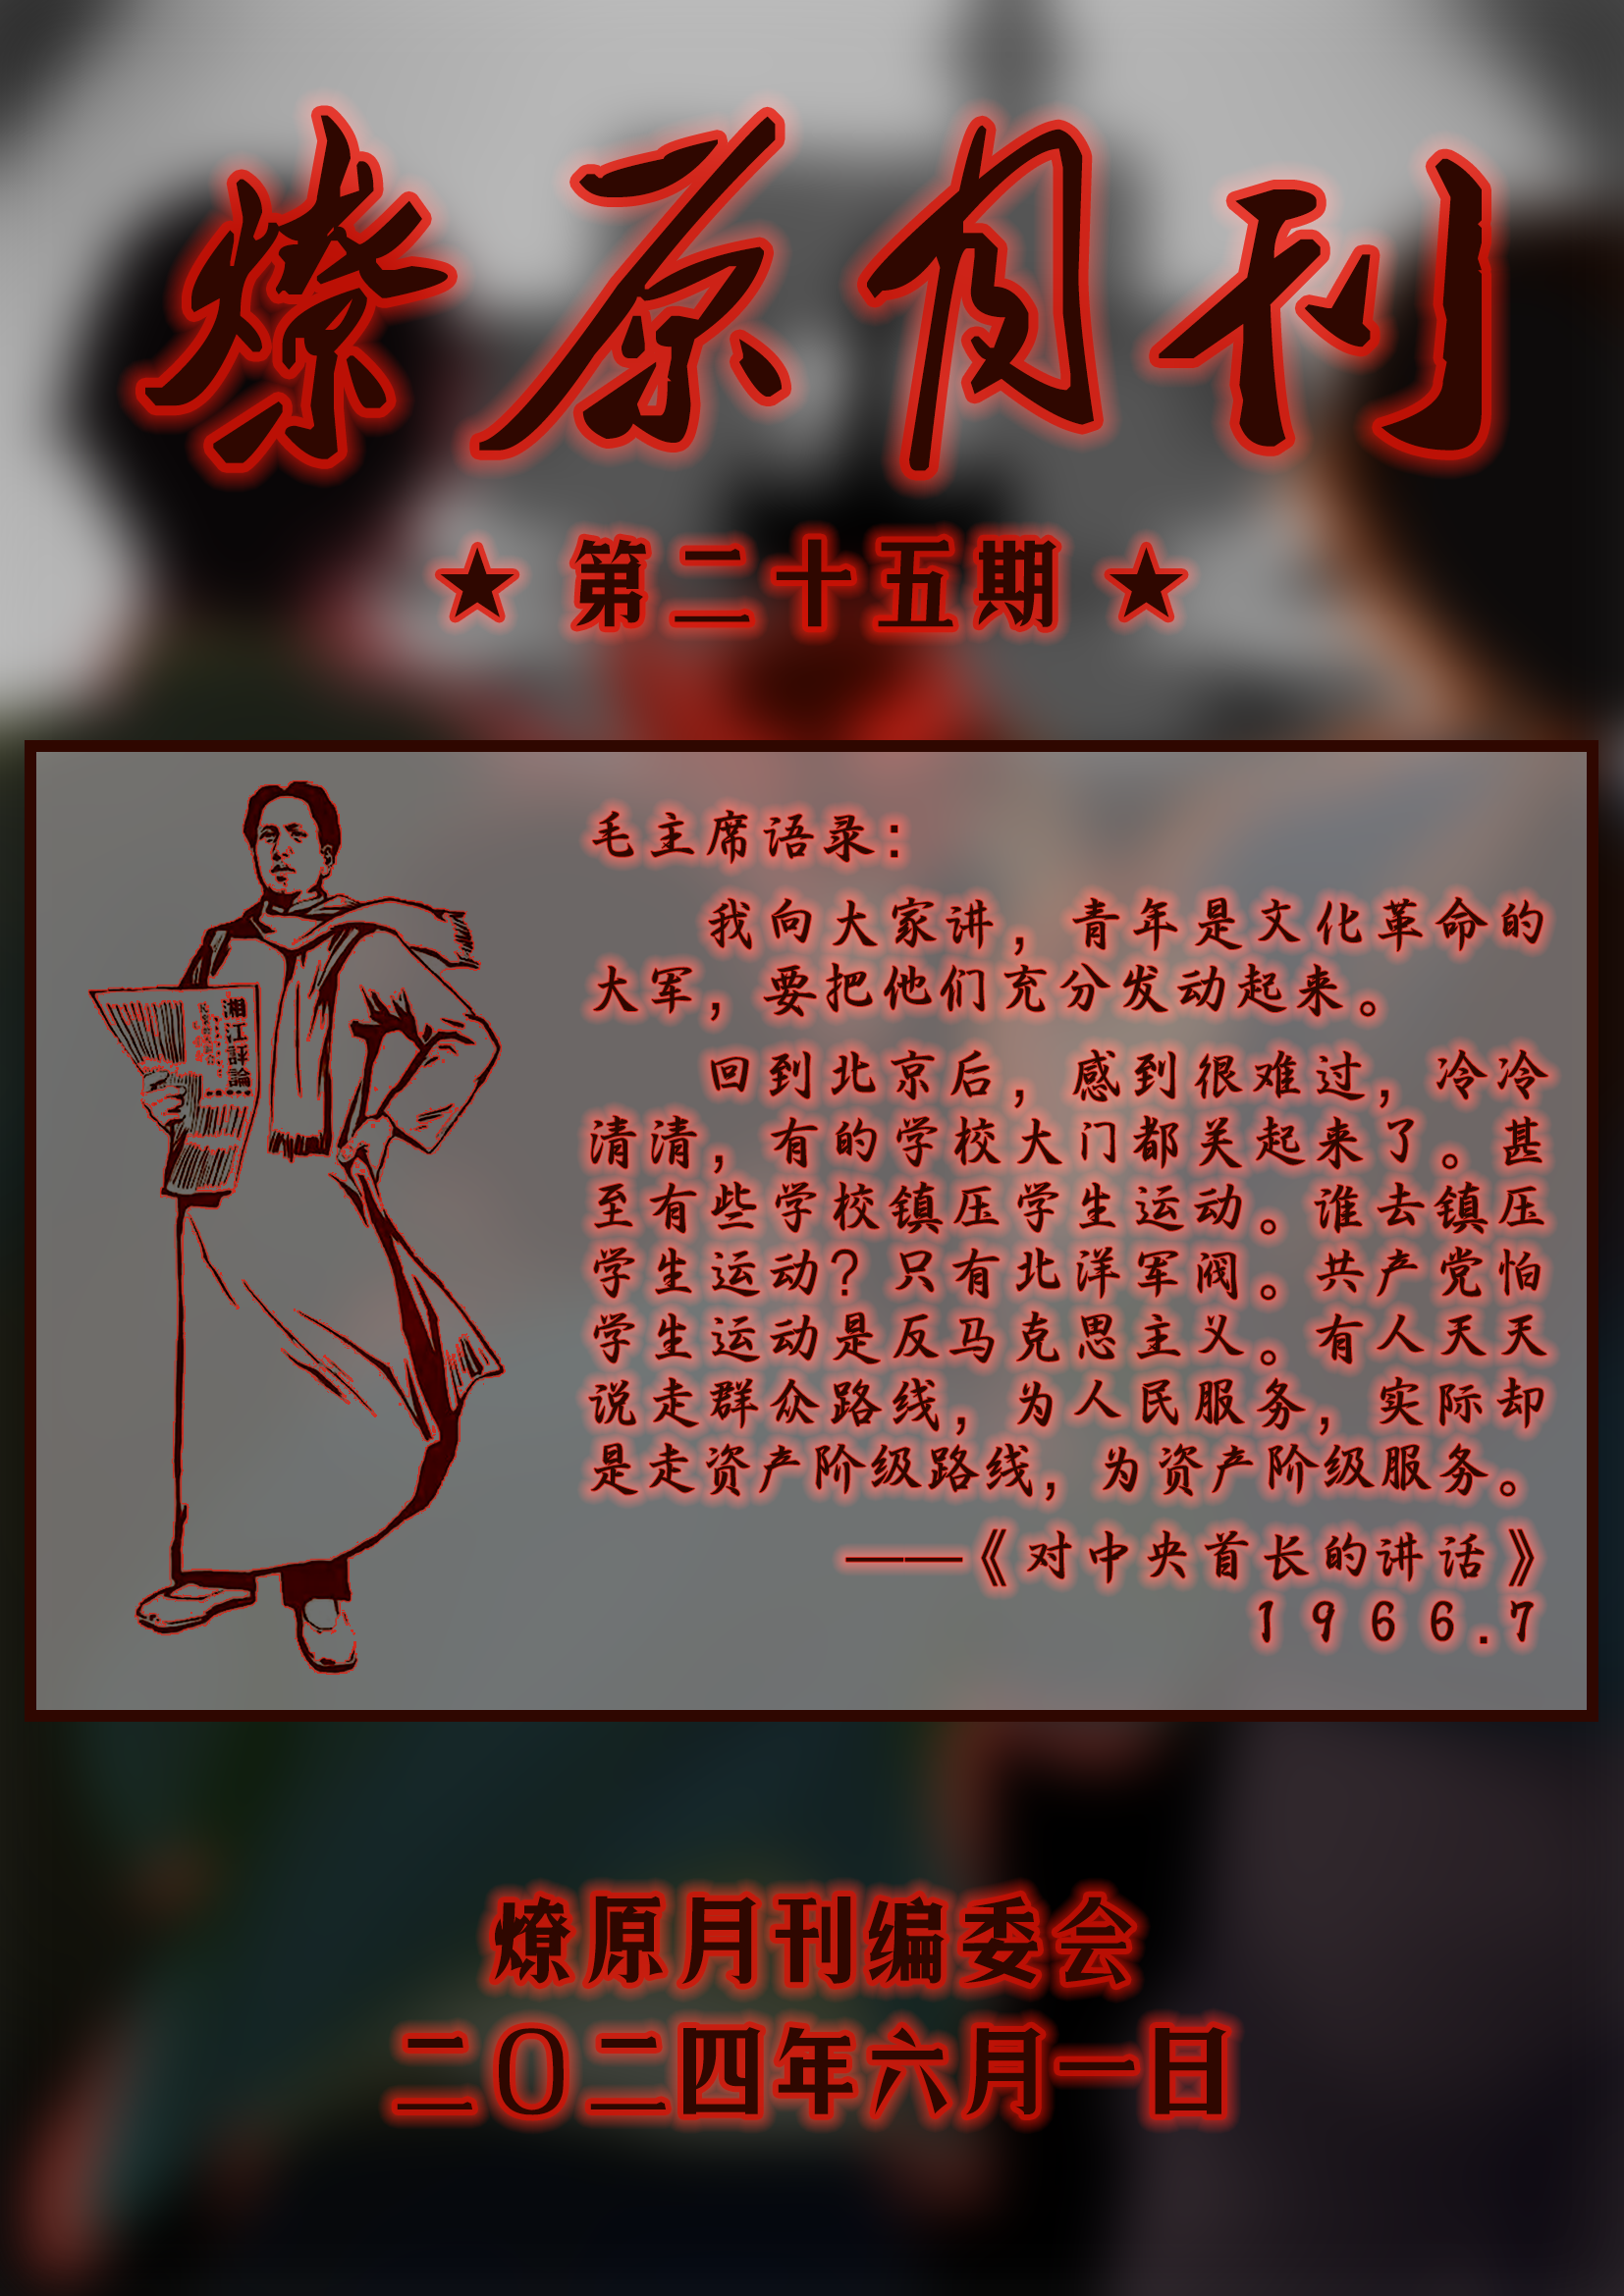 燎原月刊
★ 第二十五期 ★
毛主席语录：
我向大家讲，青年是文化革命的
大军，要把他们充分发动起来。
回到北京后，感到很难过，冷冷
清清，有的学校大门都关起来了。甚
至有些学校镇压学生运动。谁去镇压
学生运动？只有北洋军阀。共产党怕
学生运动是反马克思主义。有人天天
说走群众路线，为人民服务，实际却
是走资产阶级路线，为资产阶级服务。
——《对中央首长的讲话》
1966.7
湘江評論
燎原月刊编委会
二〇二四年六月一日